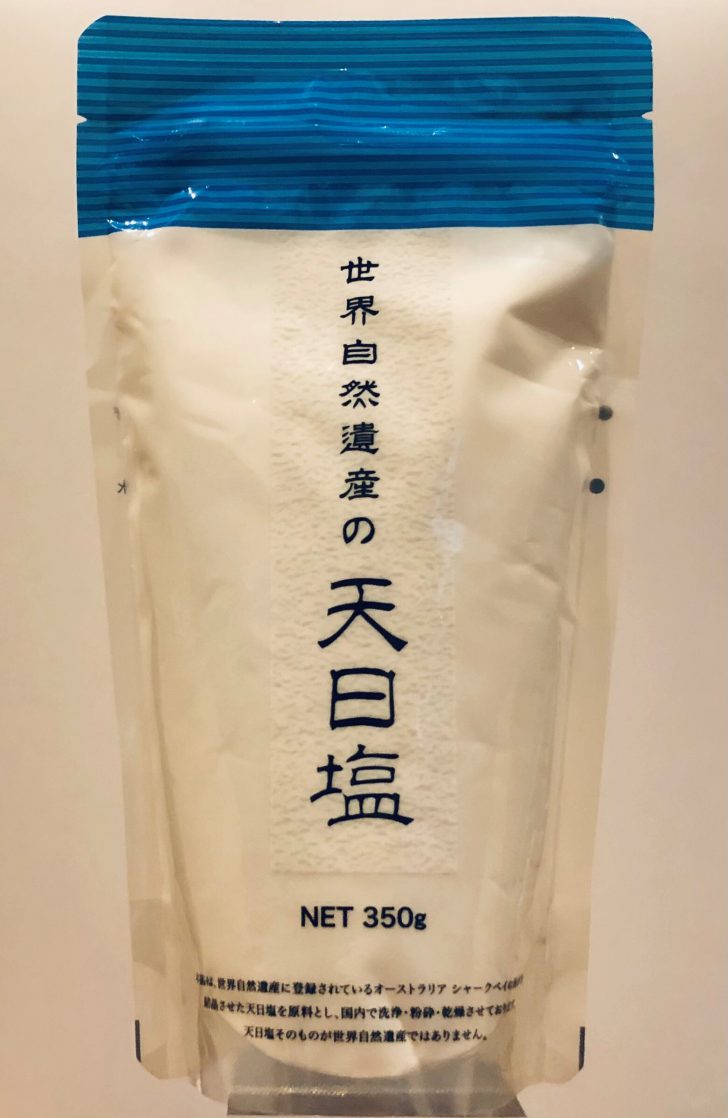 世界自然遺産の
天日塩
NET 350g
は、世界自然遺産に登録されているオーストラリア シャークベイ
結晶させた天日塩を原料とし、国内で洗浄・粉砕・乾燥させており
天日塩そのものが世界自然遺産ではありません。